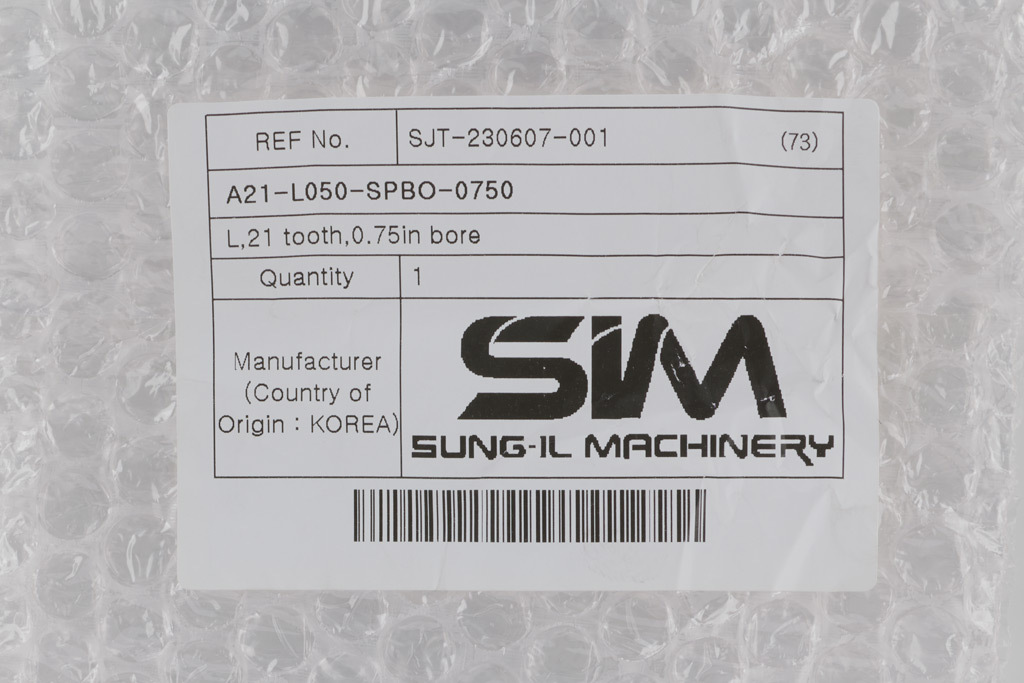 REF No. SJT-230607-001 (73)
A21-L050-SPBO-0750
L,21 tooth,0.75in bore
Quantity 1
Manufacturer
(Country of
Origin : KOREA)
SIM
SUNG-IL MACHINERY